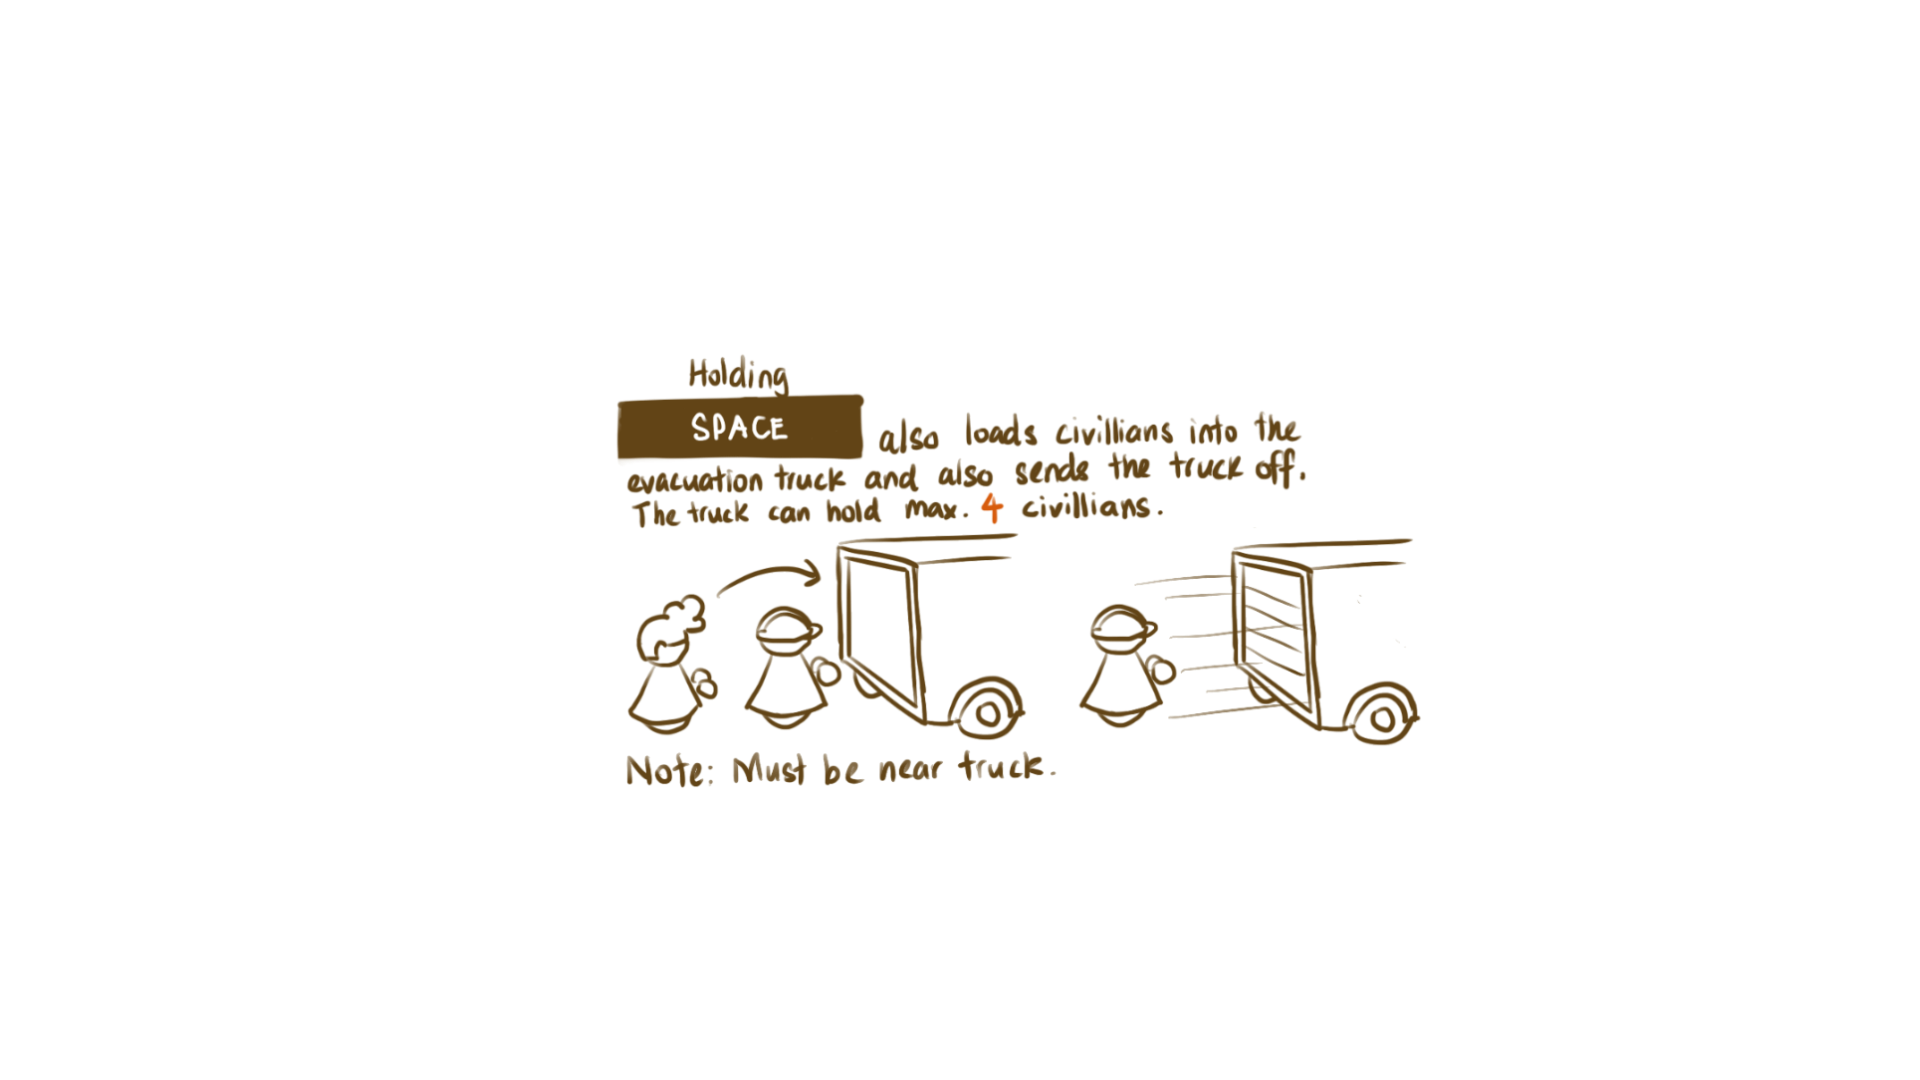 Holding
SPACE also loads civillians into the
evacuation truck and also sends the truck off.
The truck can hold max. 4 civillians.
Note: Must be near truck.